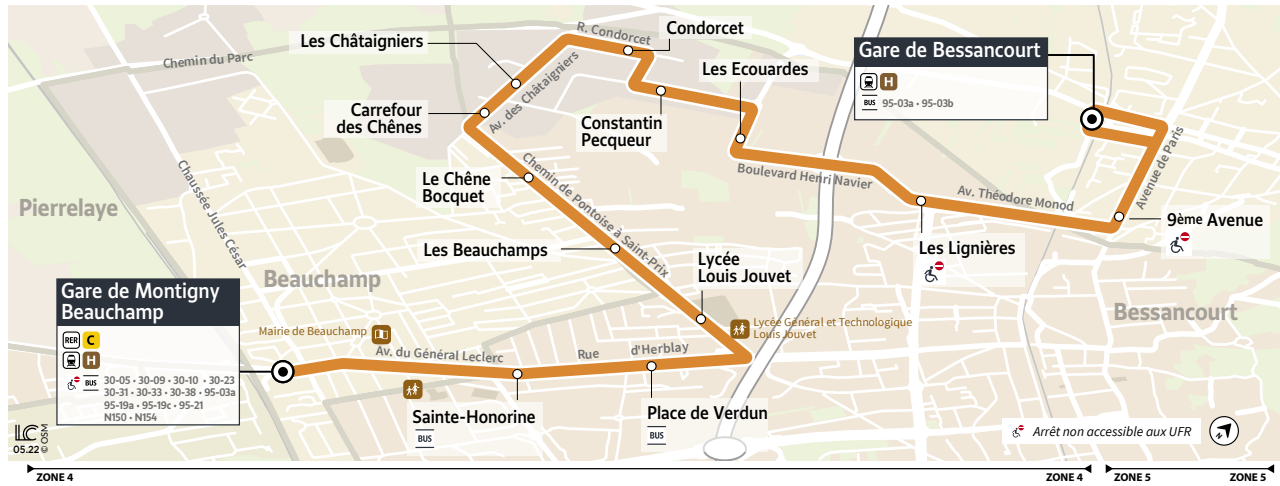 R. Condorcet
Condorcet
Les Châtaigniers
Chemin du Parc
Gare de Bessancourt
H
BUS 95-03a • 95-03b
Les Ecouardes
Av. des Châtaigniers
Carrefour
des Chênes
Constantin
Pecqueur
Avenue de Paris
Chaussée Jules César
Boulevard Henri Navier
Le Chêne
Bocquet
Chemin de Pontoise à Saint-Prix
Av. Théodore Monod
Pierrelaye
9ème Avenue
Les Lignières
Les Beauchamps
Lycée
Louis Jouvet
Beauchamp
Gare de Montigny
Beauchamp
RER C
H
BUS 30-05 • 30-09 • 30-10 • 30-23
30-31 • 30-33 • 30-38 • 95-03a
95-19a • 95-19c • 95-21
N150 • N154
Bessancourt
Mairie de Beauchamp
Lycée Général et Technologique
Louis Jouvet
Av. du Général Leclerc
Rue d'Herblay
Sainte-Honorine
BUS
Place de Verdun
BUS
LC
05.22 © OSM
Arrêt non accessible aux UFR
N
ZONE 4
ZONE 4
ZONE 5
ZONE 5